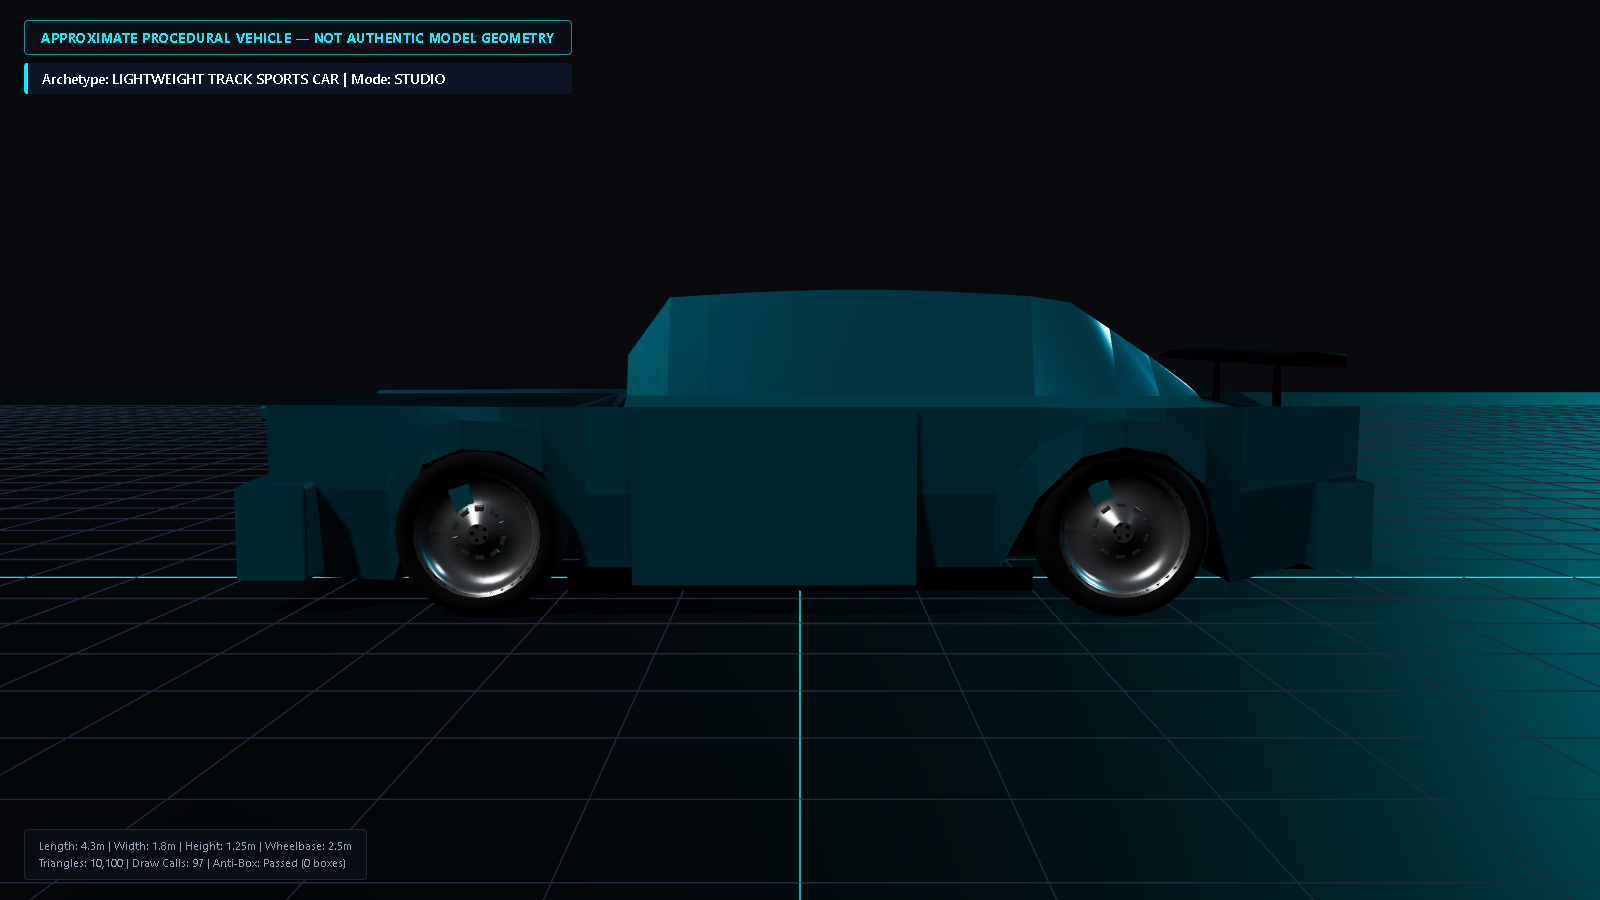 APPROXIMATE PROCEDURAL VEHICLE — NOT AUTHENTIC MODEL GEOMETRY
Archetype: LIGHTWEIGHT TRACK SPORTS CAR | Mode: STUDIO
Length: 4.3m | Width: 1.8m | Height: 1.25m | Wheelbase: 2.5m
Triangles: 10,100 | Draw Calls: 97 | Anti-Box: Passed (0 boxes)